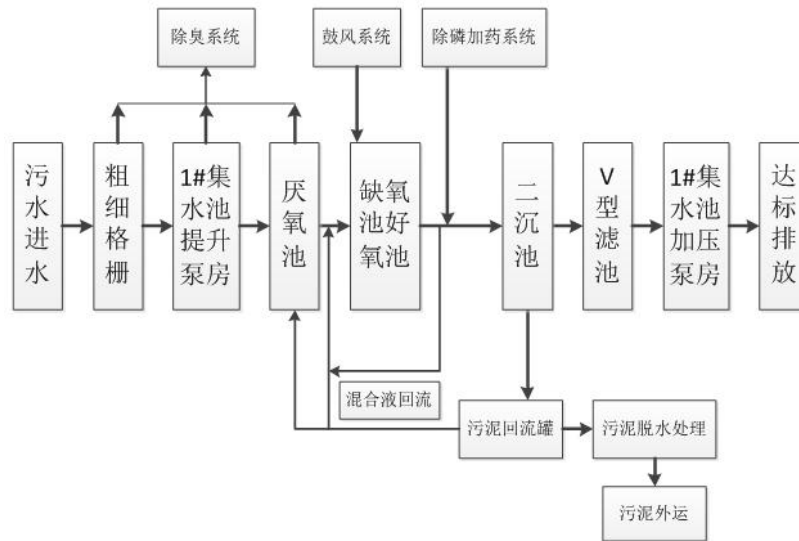 除臭系统
鼓风系统
除磷加药系统
污
水
进
水
粗
细
格
栅
1#集
水池
提升
泵房
厌
氧
池
缺氧
池好
氧池
二
沉
池
V
型
滤
池
1#集
水池
加压
泵房
达
标
排
放
混合液回流
污泥回流罐
污泥脱水处理
污泥外运